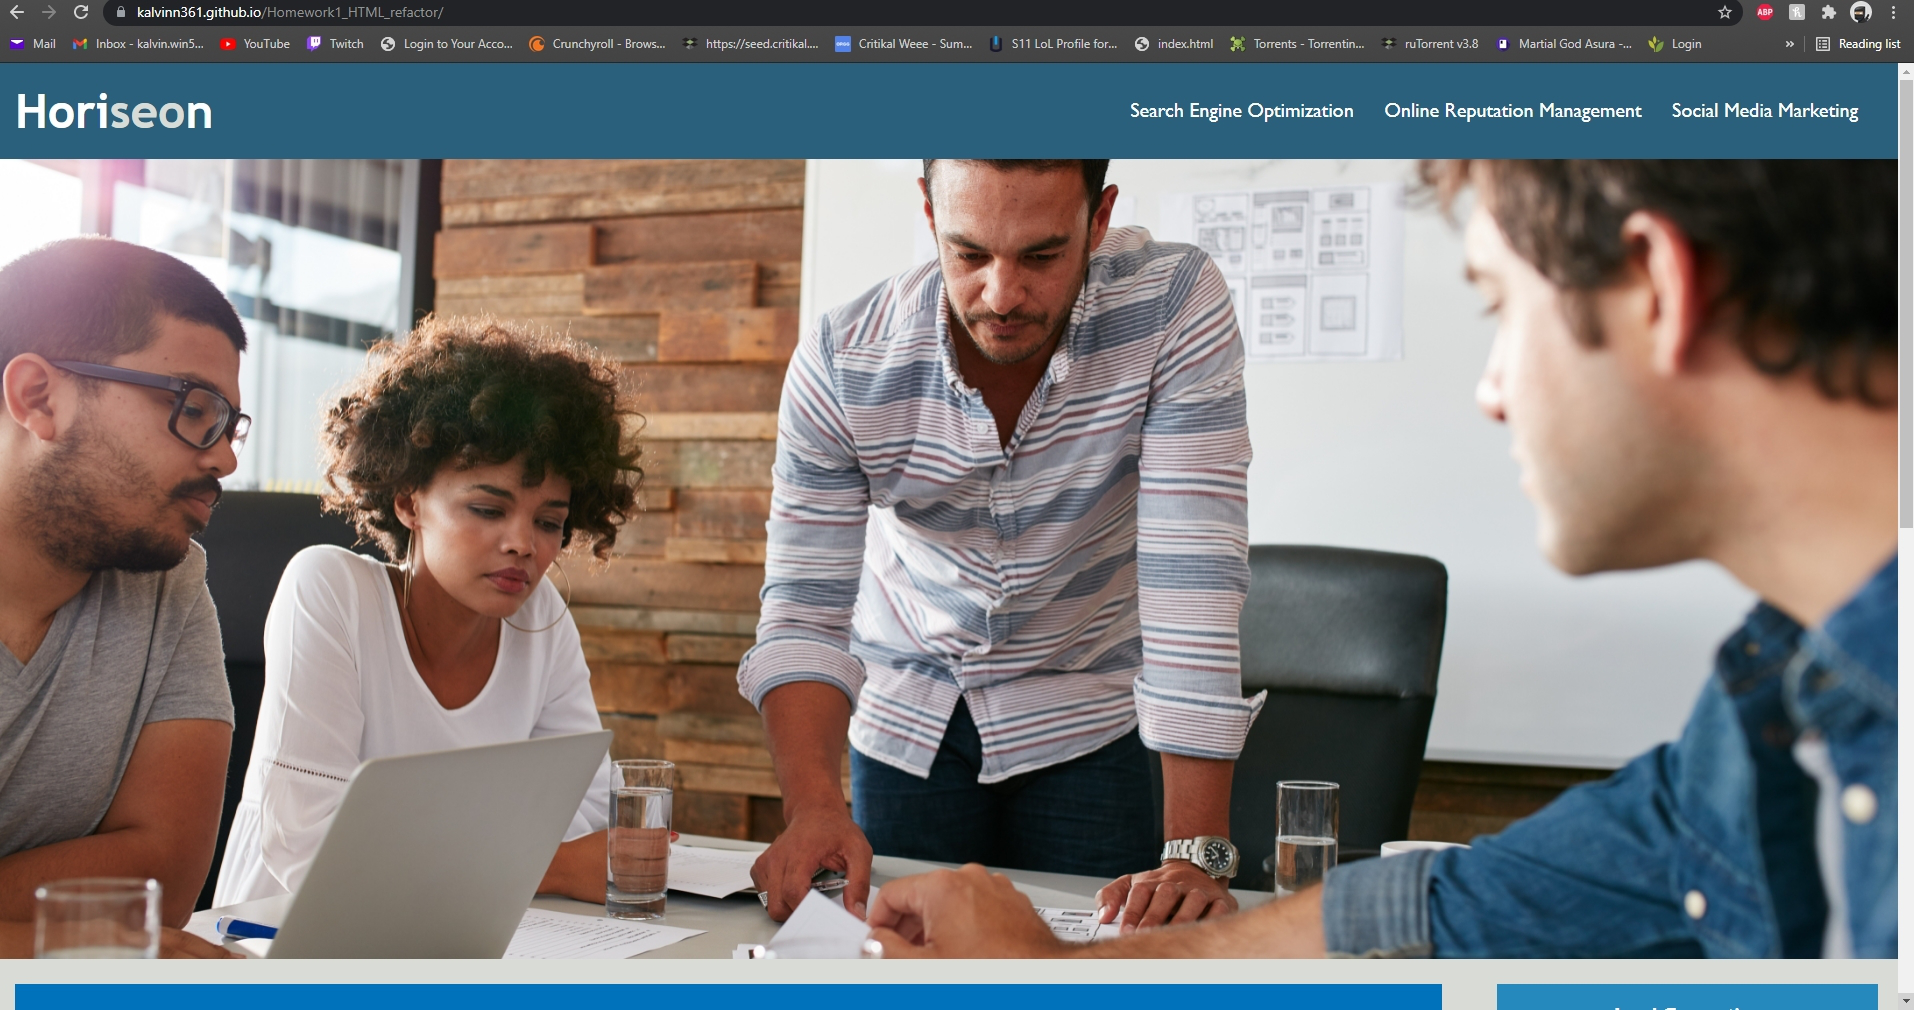 kalvinn361.github.io/Homework1_HTML_refactor/
ABP
Mail Inbox - kalvin.win5... YouTube Twitch Login to Your Acco... Crunchyroll - Brows... https://seed.critikal.... Critikal Weee - Sum... S11 LoL Profile for... index.html Torrents - Torrentin... ruTorrent v3.8 Martial God Asura -... Login » Reading list
Horiseon
Search Engine Optimization Online Reputation Management Social Media Marketing